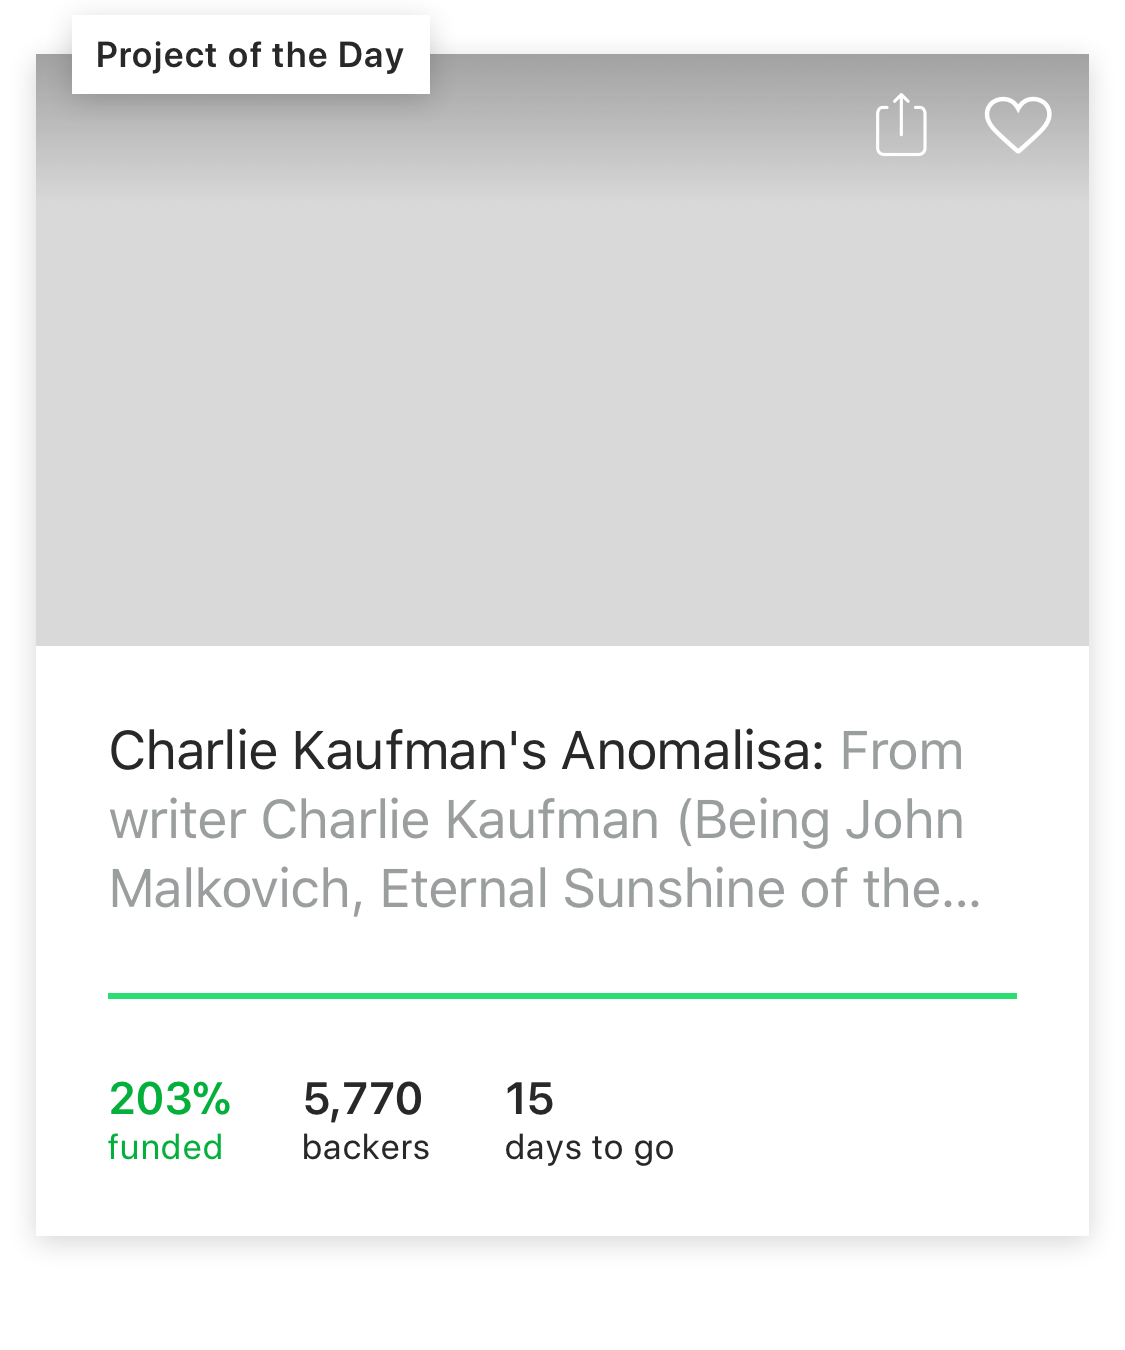 Project of the Day
Charlie Kaufman's Anomalisa: From
writer Charlie Kaufman (Being John
Malkovich, Eternal Sunshine of the...
203% 5,770 15
funded backers days to go